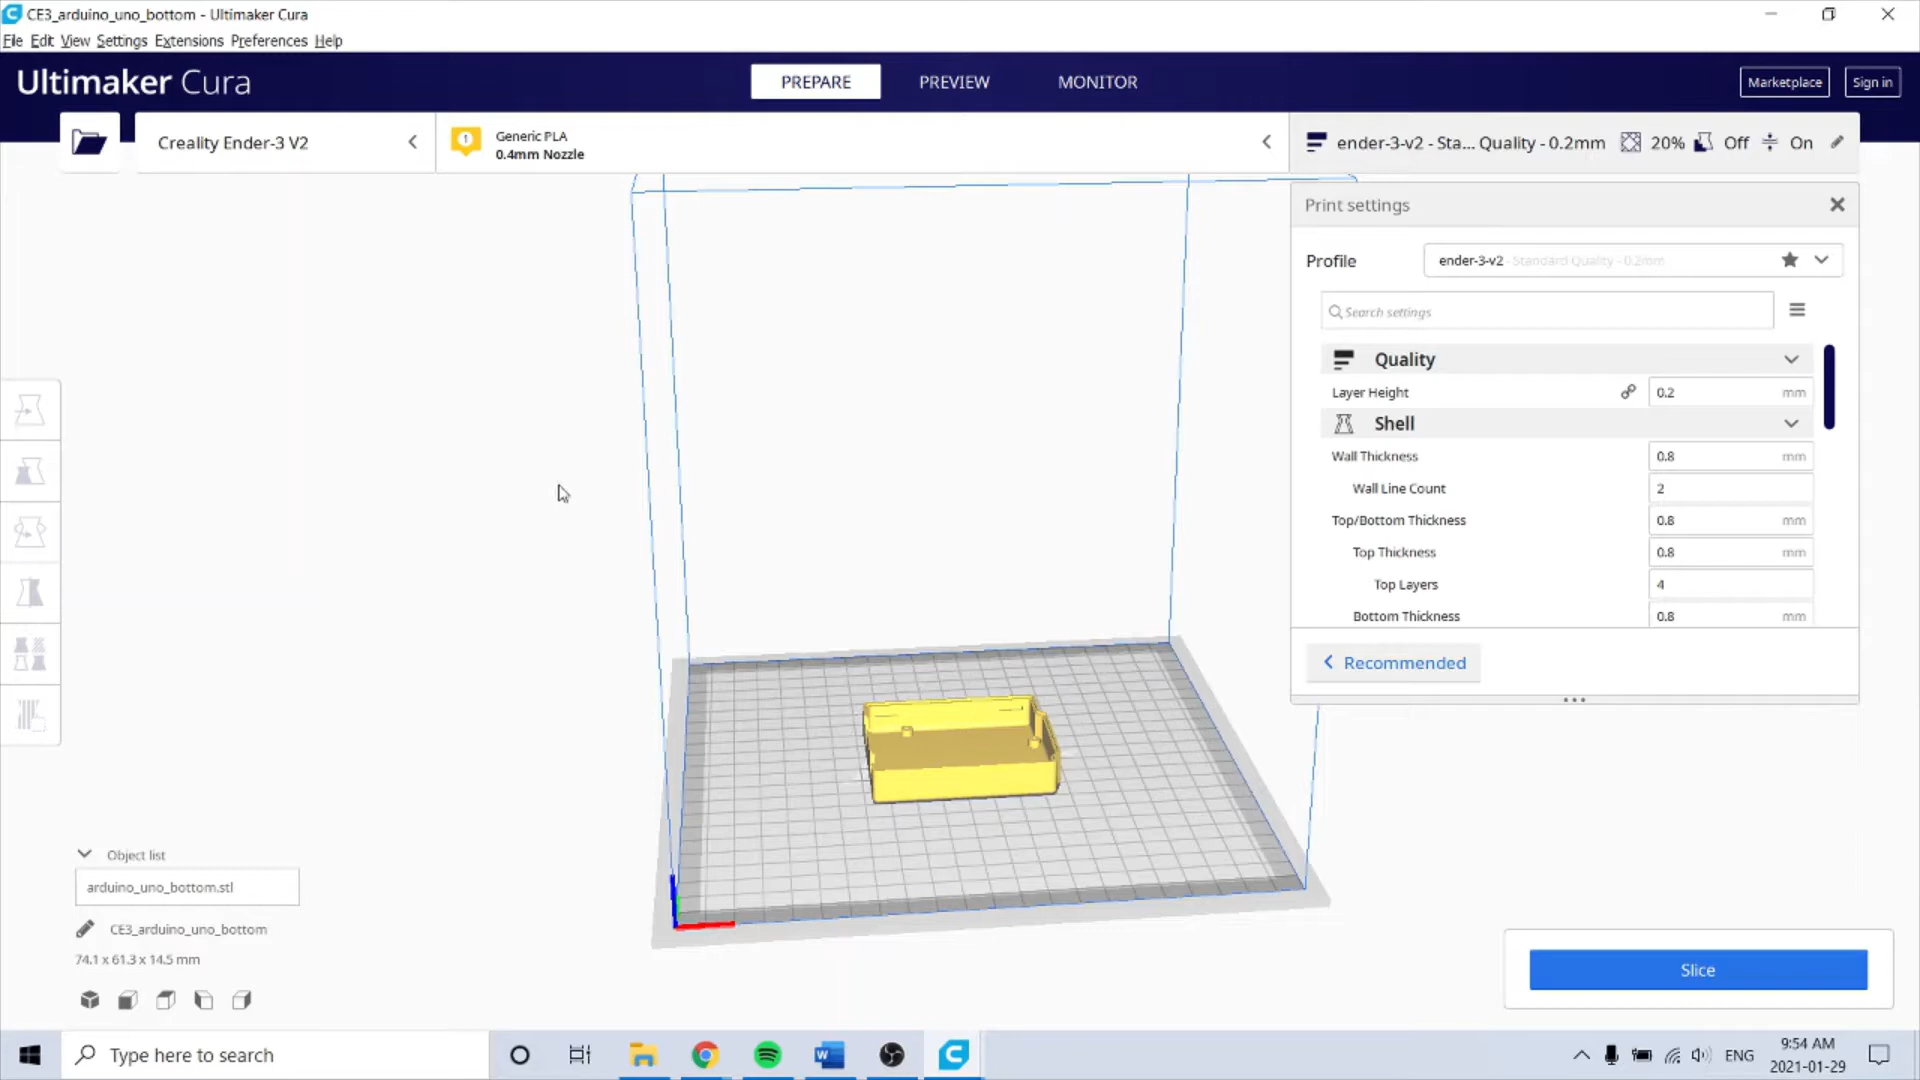 CE3_arduino_uno_bottom - Ultimaker Cura
File Edit View Settings Extensions Preferences Help
Ultimaker Cura
PREPARE
PREVIEW
MONITOR
Marketplace
Sign in
Creality Ender-3 V2
Generic PLA
0.4mm Nozzle
ender-3-v2 - Sta... Quality - 0.2mm
20%
Off
On
Print settings
Profile
ender-3-v2 - Standard Quality - 0.2mm
Search settings
Quality
Layer Height
0.2 mm
Shell
Wall Thickness
0.8 mm
Wall Line Count
2
Top/Bottom Thickness
0.8 mm
Top Thickness
0.8 mm
Top Layers
4
Bottom Thickness
0.8 mm
Recommended
Object list
arduino_uno_bottom.stl
CE3_arduino_uno_bottom
74.1 x 61.3 x 14.5 mm
Slice
Type here to search
ENG
9:54 AM
2021-01-29